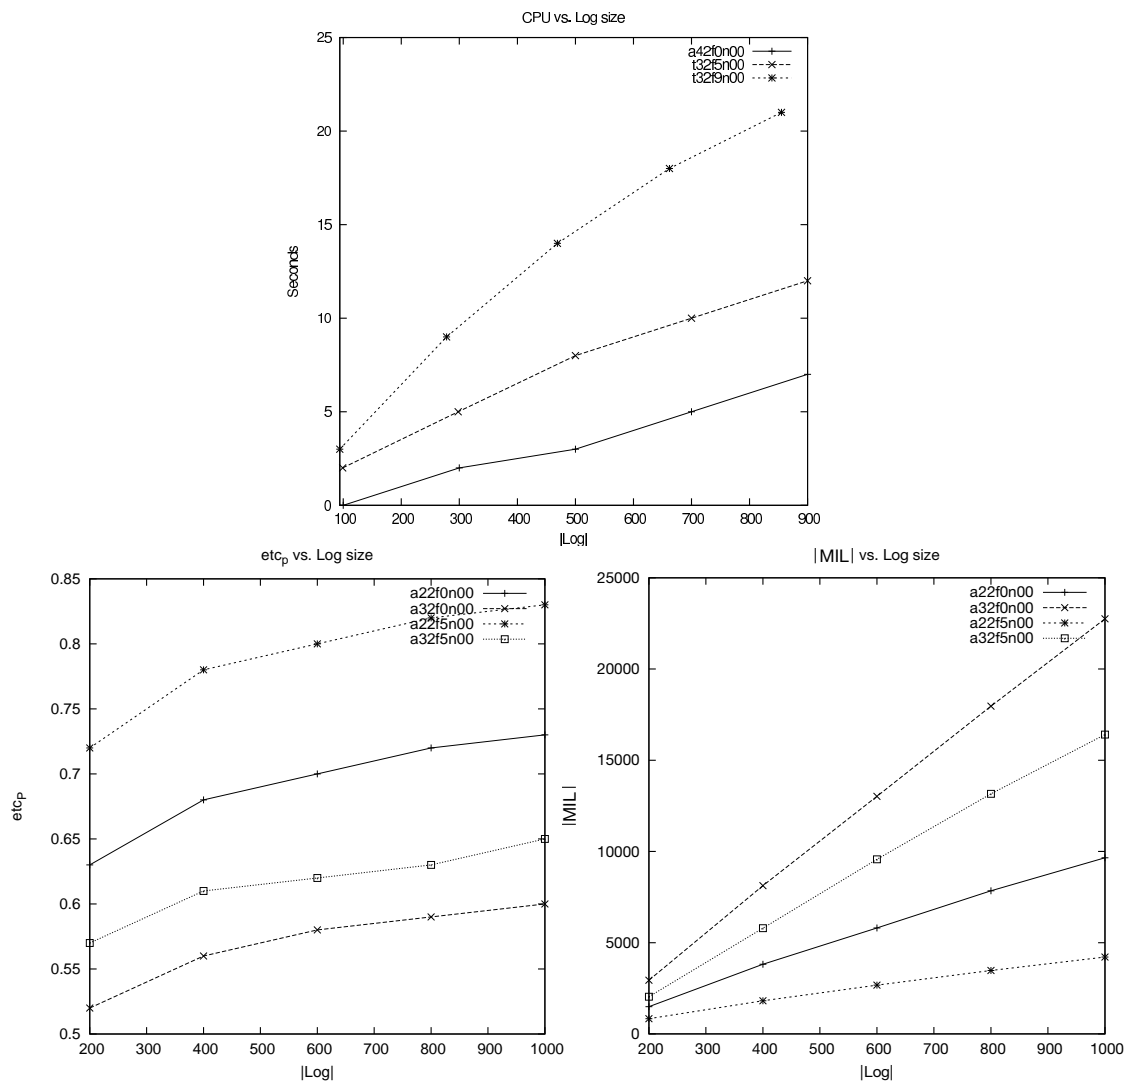 CPU vs. Log size
25
20
15
10
5
0
Seconds
a42f0n00
t32f5n00
t32f9n00
100 200 300 400 500 600 700 800 900
|Log|
etcp vs. Log size
0.85
0.8
0.75
0.7
0.65
0.6
0.55
0.5
etcP
a22f0n00
a32f0n00
a22f5n00
a32f5n00
200 300 400 500 600 700 800 900 1000
|Log|
|MIL| vs. Log size
25000
20000
15000
10000
5000
0
|MIL|
a22f0n00
a32f0n00
a22f5n00
a32f5n00
200 300 400 500 600 700 800 900 1000
|Log|